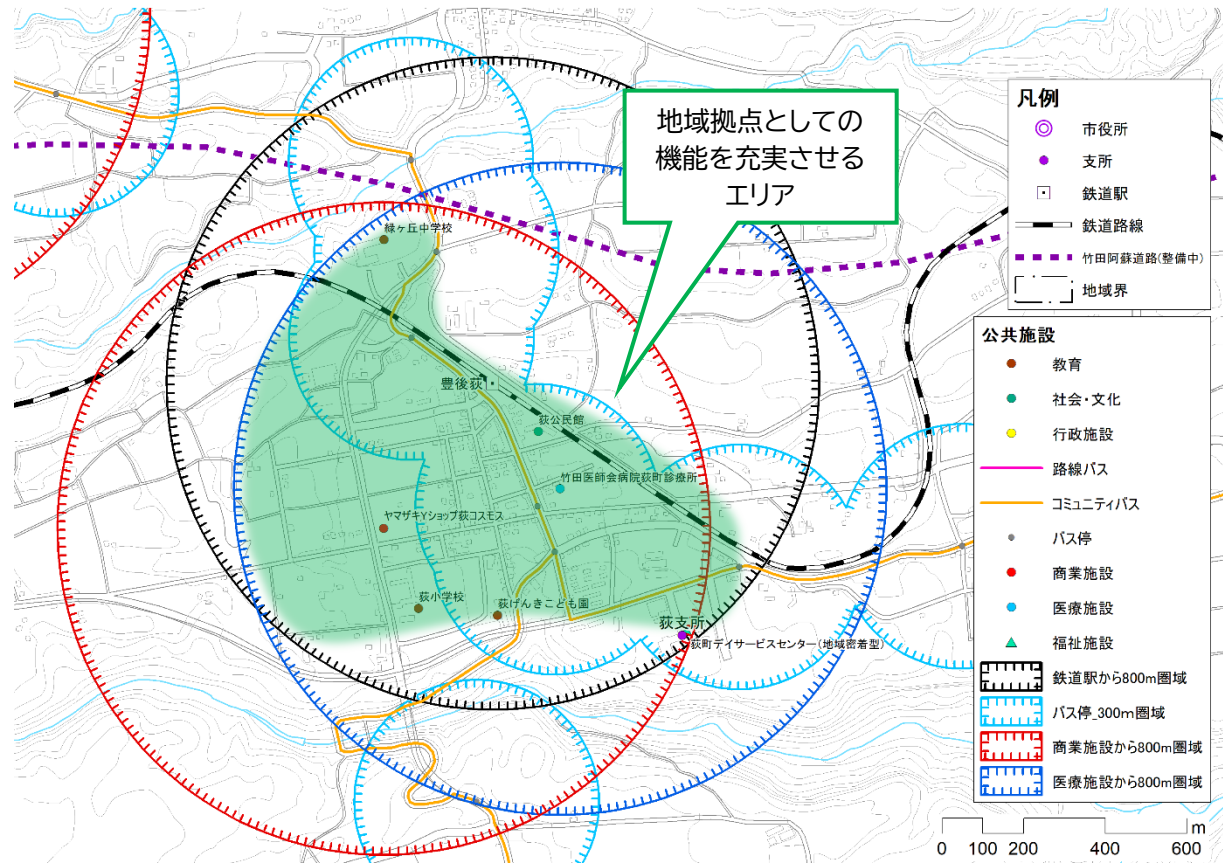 地域拠点としての
機能を充実させる
エリア
緑ヶ丘中学校
豊後荻
荻公民館
竹田医師会病院荻町診療所
ヤマザキYショップ荻コスモス
荻小学校
荻げんきこども園
荻支所
荻町デイサービスセンター(地域密着型)
凡例
市役所
支所
鉄道駅
鉄道路線
竹田阿蘇道路(整備中)
地域界
公共施設
教育
社会・文化
行政施設
路線バス
コミュニティバス
バス停
商業施設
医療施設
福祉施設
鉄道駅から800m圏域
バス停_300m圏域
商業施設から800m圏域
医療施設から800m圏域
m
0 100 200 400 600